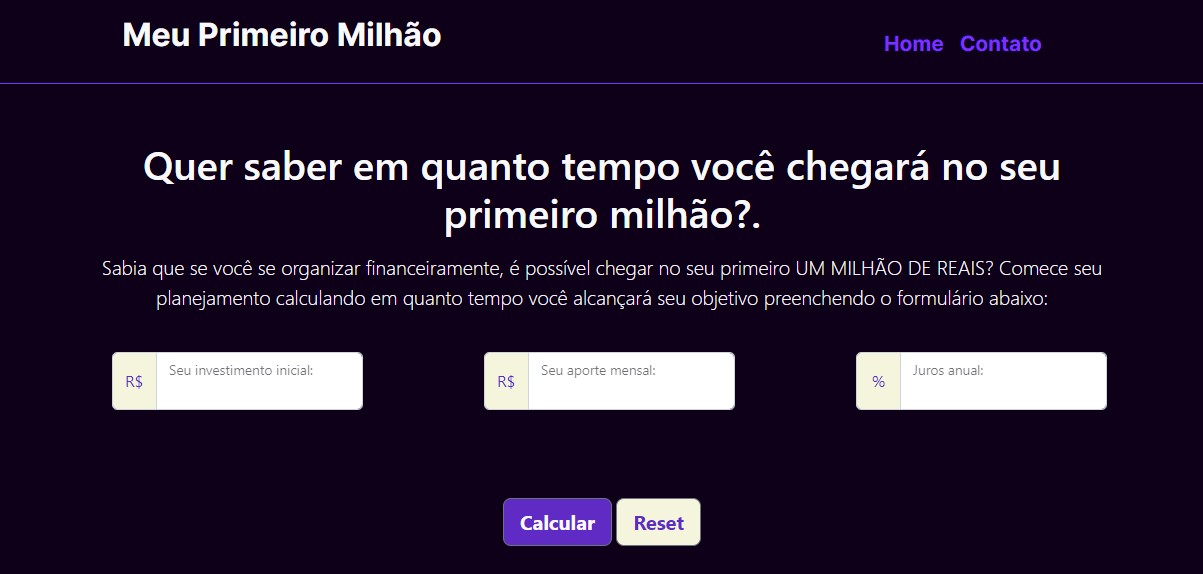 Meu Primeiro Milhão
Home Contato
Quer saber em quanto tempo você chegará no seu
primeiro milhão?.
Sabia que se você se organizar financeiramente, é possível chegar no seu primeiro UM MILHÃO DE REAIS? Comece seu
planejamento calculando em quanto tempo você alcançará seu objetivo preenchendo o formulário abaixo:
R$ Seu investimento inicial:
R$ Seu aporte mensal:
% Juros anual:
Calcular Reset